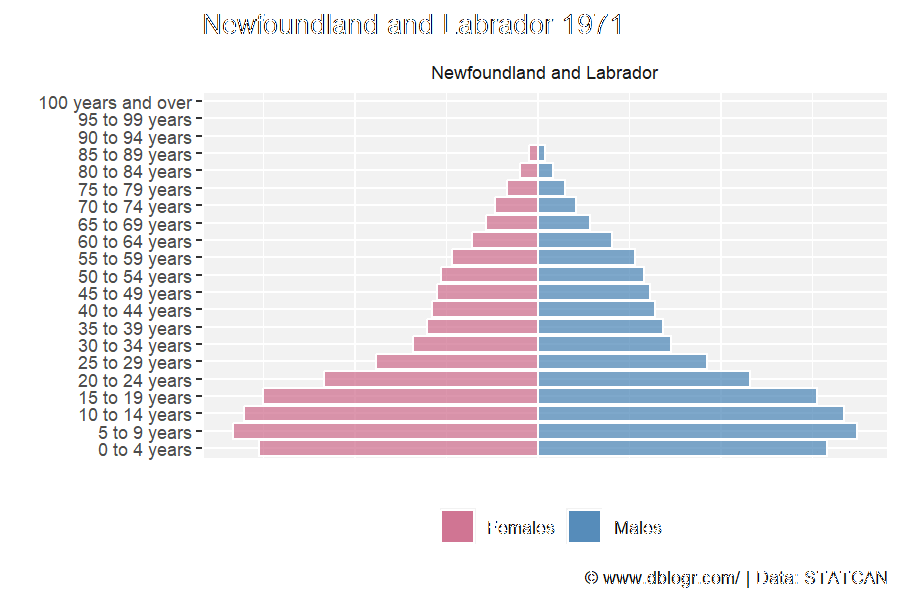 Newfoundland and Labrador 1971
Newfoundland and Labrador
100 years and over
95 to 99 years
90 to 94 years
85 to 89 years
80 to 84 years
75 to 79 years
70 to 74 years
65 to 69 years
60 to 64 years
55 to 59 years
50 to 54 years
45 to 49 years
40 to 44 years
35 to 39 years
30 to 34 years
25 to 29 years
20 to 24 years
15 to 19 years
10 to 14 years
5 to 9 years
0 to 4 years
Females Males
© www.dblogr.com/ | Data: STATCAN